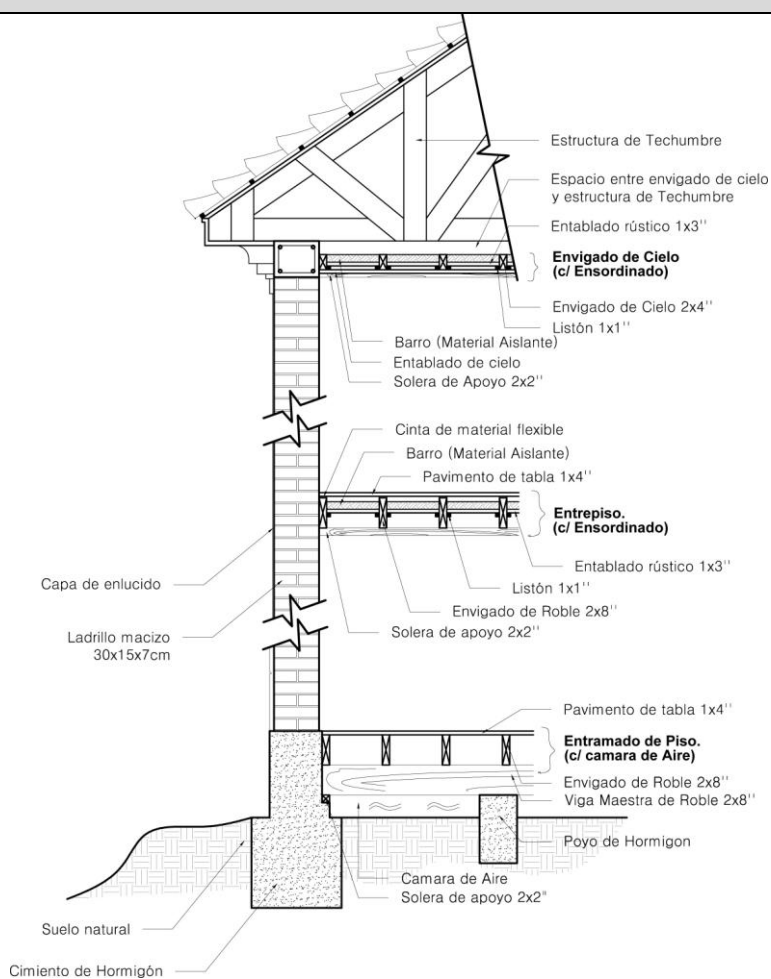 Estructura de Techumbre
Espacio entre envigado de cielo
y estructura de Techumbre
Entablado rústico 1x3''
Envigado de Cielo
(c/ Ensordinado)
Envigado de Cielo 2x4''
Listón 1x1''
Barro (Material Aislante)
Entablado de cielo
Solera de Apoyo 2x2''
Cinta de material flexible
Barro (Material Aislante)
Pavimento de tabla 1x4''
Entrepiso.
(c/ Ensordinado)
Entablado rústico 1x3''
Listón 1x1''
Envigado de Roble 2x8''
Solera de apoyo 2x2''
Capa de enlucido
Ladrillo macizo
30x15x7cm
Pavimento de tabla 1x4''
Entramado de Piso.
(c/ camara de Aire)
Envigado de Roble 2x8''
Viga Maestra de Roble 2x8''
Poyo de Hormigon
Camara de Aire
Solera de apoyo 2x2"
Suelo natural
Cimiento de Hormigón